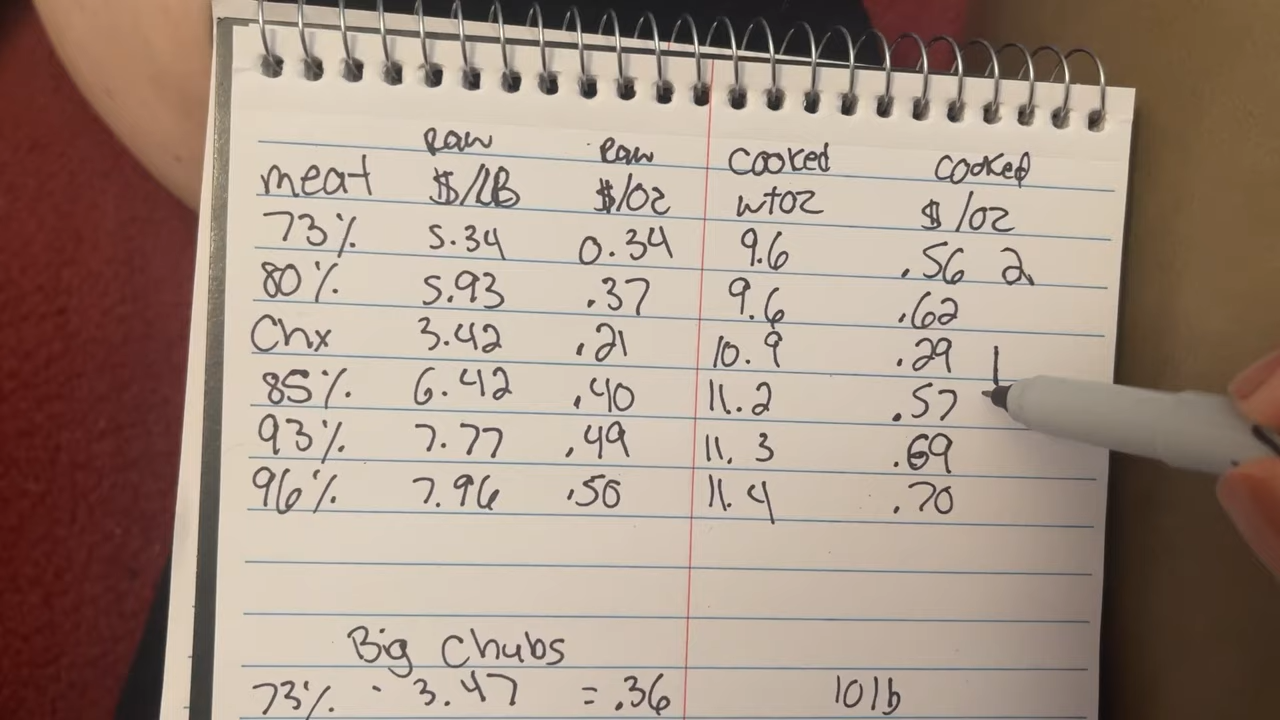 Raw Raw Cooked Cooked
meat $/LB $/oz wtoz $/oz
73% 5.34 0.34 9.6 .56 2
80% 5.93 .37 9.6 .62
Chx 3.42 .21 10.9 .29 1
85% 6.42 .40 11.2 .57
93% 7.77 .49 11.3 .69
96% 7.96 .50 11.4 .70
Big Chubs
73% · 3.47 = .36 10lb